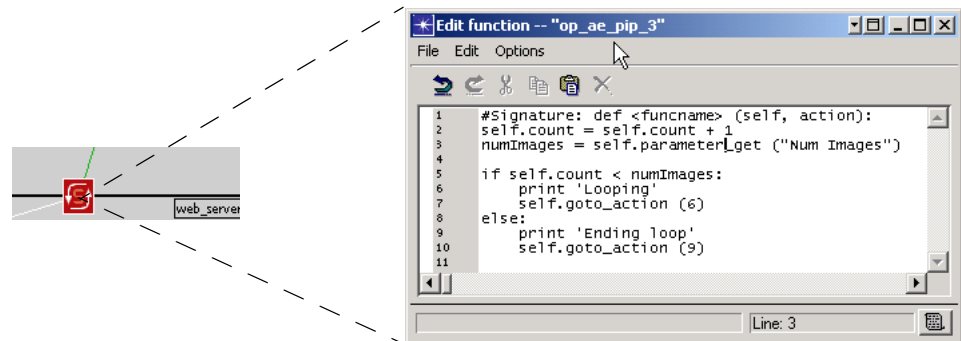 Edit function -- "op_ae_pip_3"
File Edit Options
1 #Signature: def <funcname> (self, action):
2 self.count = self.count + 1
3 numImages = self.parameter_get ("Num Images")
4
5 if self.count < numImages:
6 print 'Looping'
7 self.goto_action (6)
8 else:
9 print 'Ending loop'
10 self.goto_action (9)
11
web_server
Line: 3